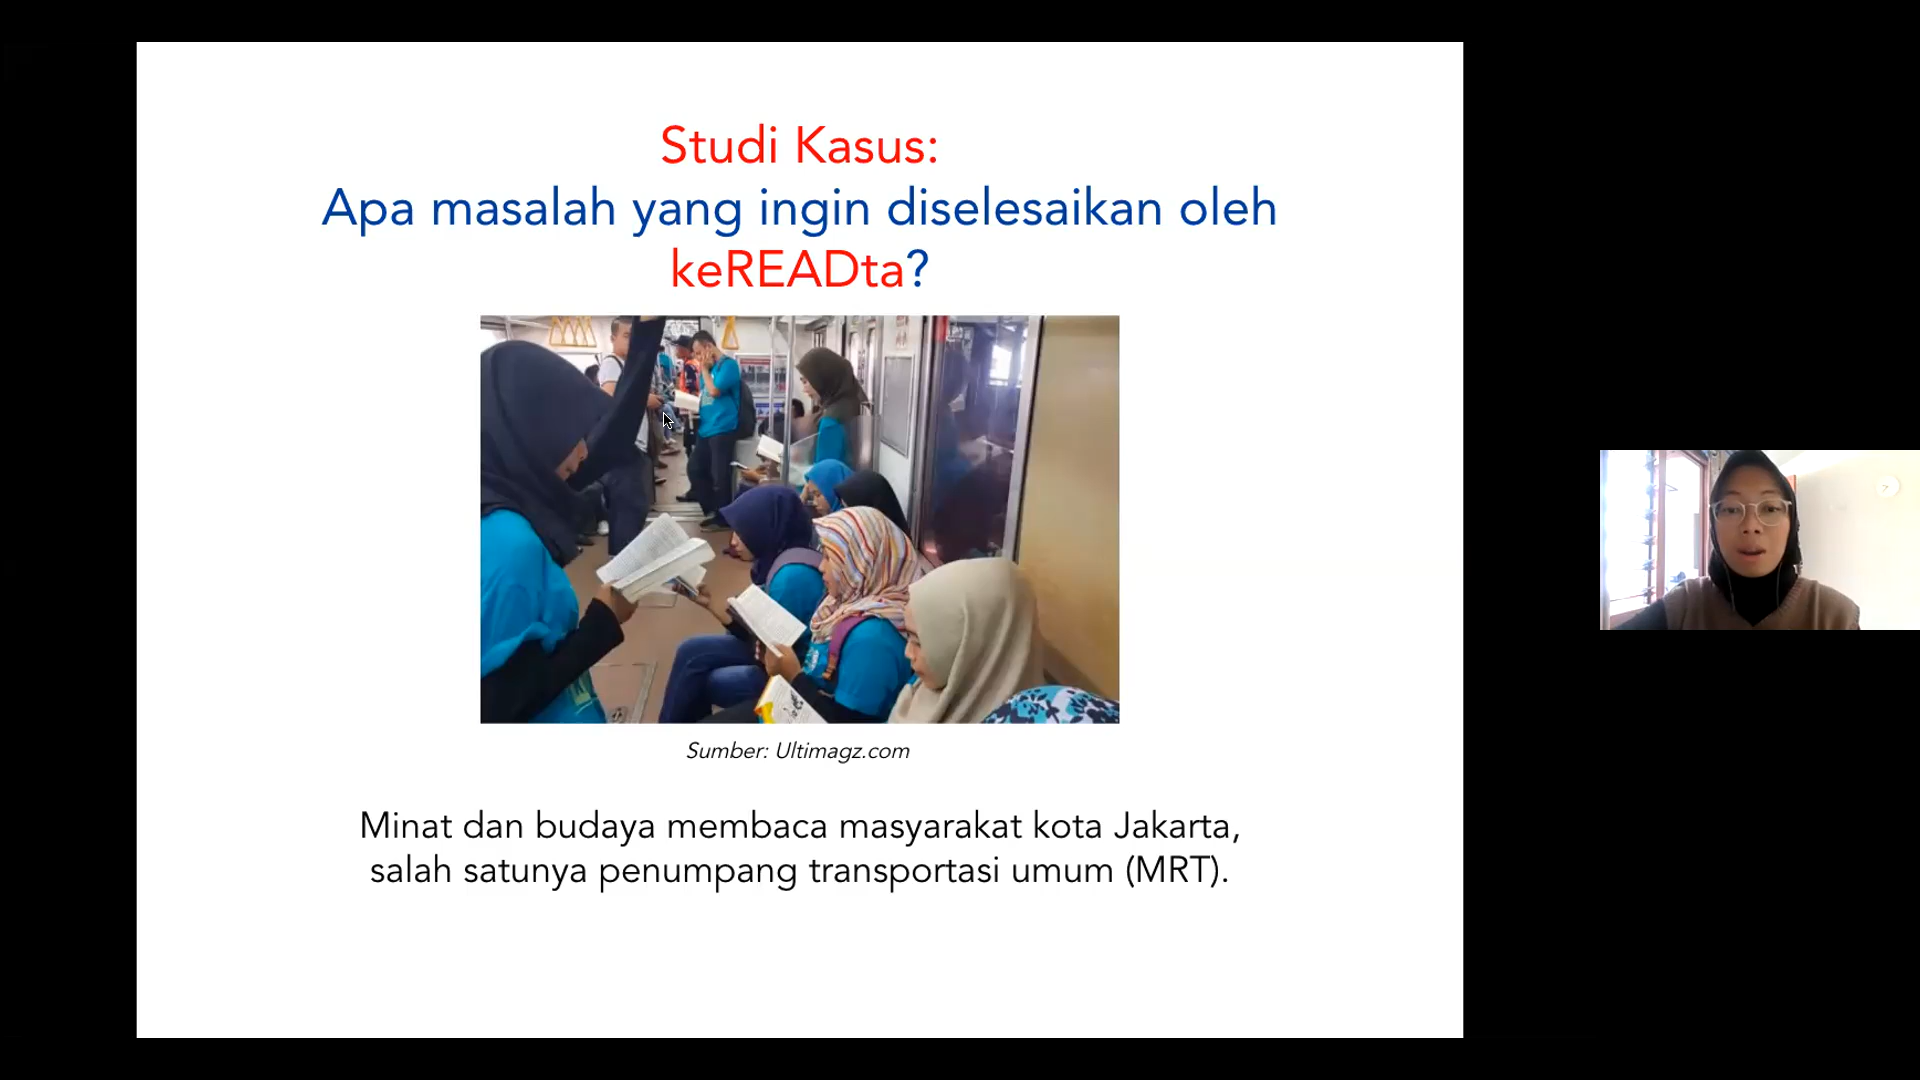 Studi Kasus:
Apa masalah yang ingin diselesaikan oleh
keREADta?
Sumber: Ultimagz.com
Minat dan budaya membaca masyarakat kota Jakarta,
salah satunya penumpang transportasi umum (MRT).